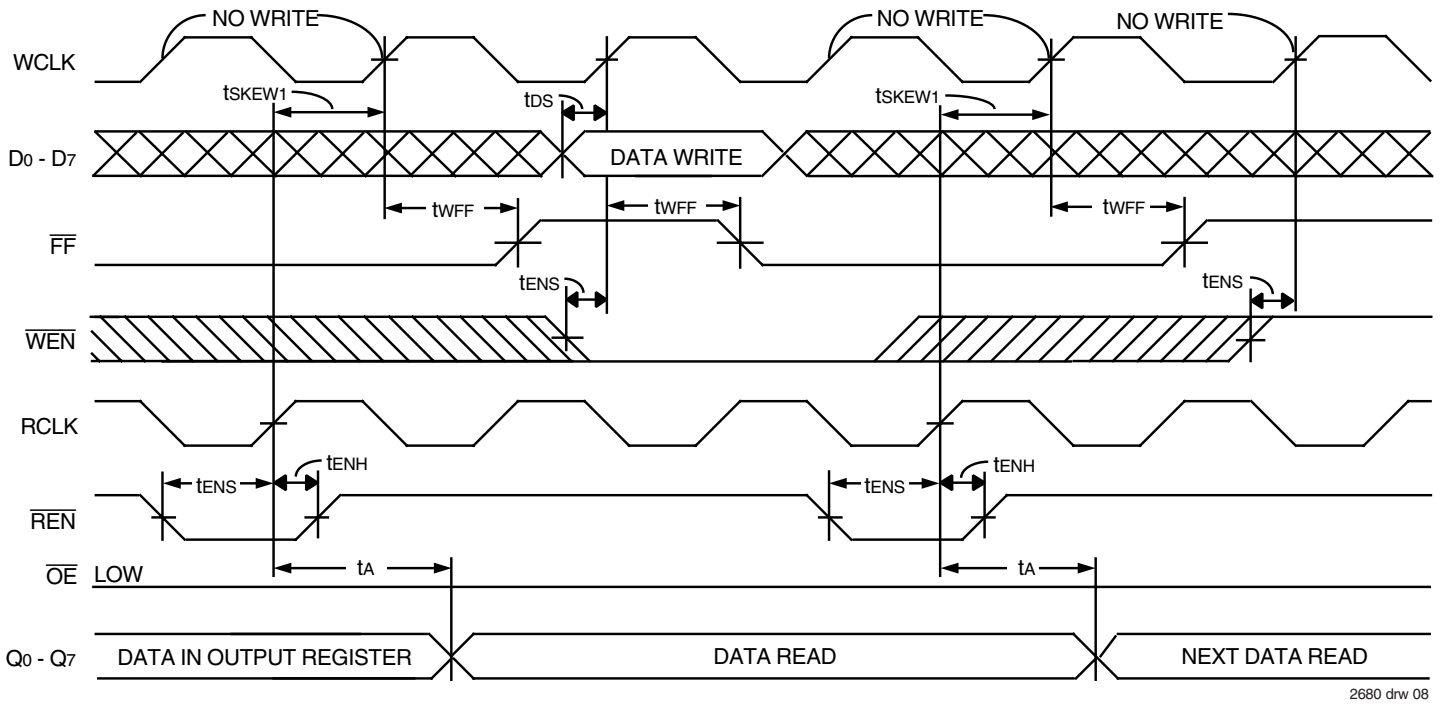 NO WRITE NO WRITE NO WRITE
WCLK
tSKEW1 tDS tSKEW1
D0 - D7 DATA WRITE
tWFF tWFF tWFF
FF
tENS tENS
WEN
RCLK
tENH tENH
tENS tENS
REN
tA tA
OE LOW
Q0 - Q7 DATA IN OUTPUT REGISTER DATA READ NEXT DATA READ
2680 drw 08